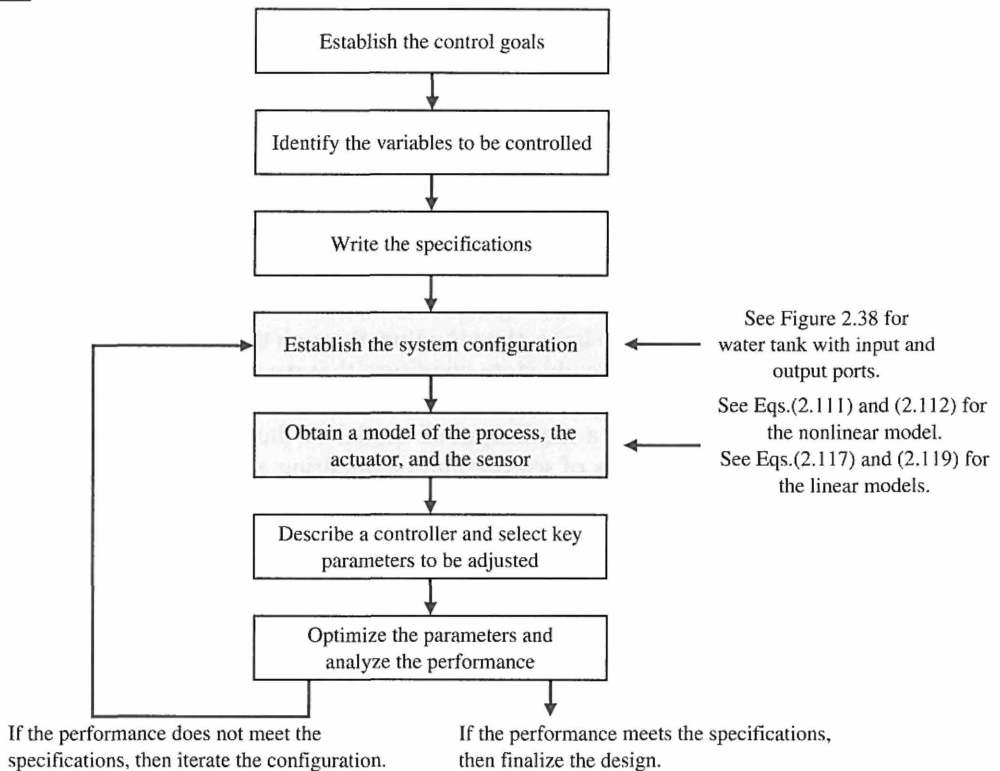 Establish the control goals
Identify the variables to be controlled
Write the specifications
Establish the system configuration
See Figure 2.38 for
water tank with input and
output ports.
Obtain a model of the process, the
actuator, and the sensor
See Eqs.(2.111) and (2.112) for
the nonlinear model.
See Eqs.(2.117) and (2.119) for
the linear models.
Describe a controller and select key
parameters to be adjusted
Optimize the parameters and
analyze the performance
If the performance does not meet the
specifications, then iterate the configuration.
If the performance meets the specifications,
then finalize the design.